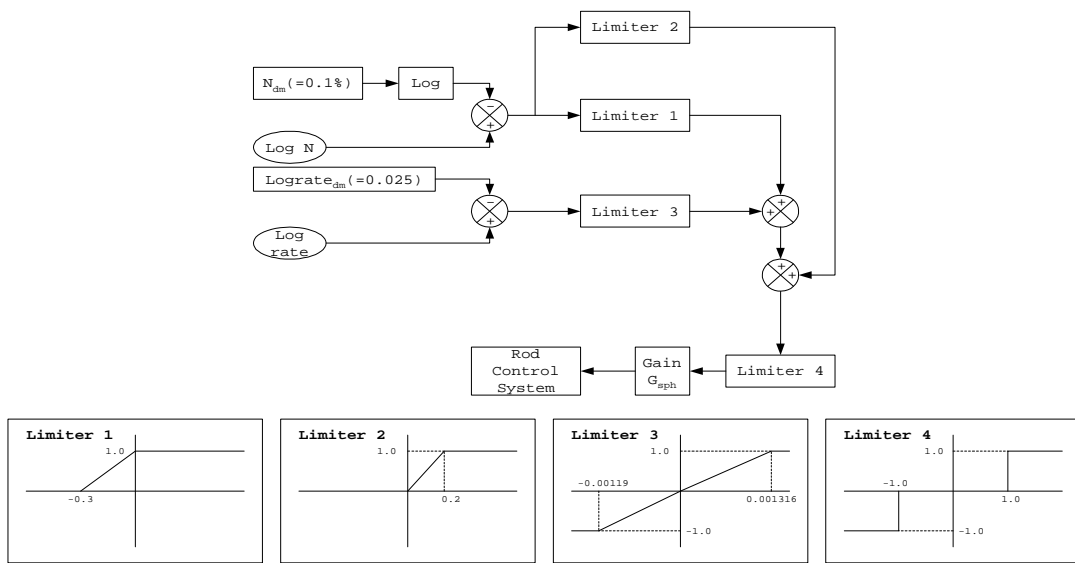 Limiter 2
N_dm(=0.1%)
Log
-
+
Limiter 1
Log N
Lograte_dm(=0.025)
-
+
Limiter 3
+
+
Log
rate
+
+
Rod
Control
System
Gain
G_sph
Limiter 4
Limiter 1
1.0
-0.3
Limiter 2
1.0
0.2
Limiter 3
1.0
-0.00119
0.001316
-1.0
Limiter 4
1.0
-1.0
1.0
-1.0